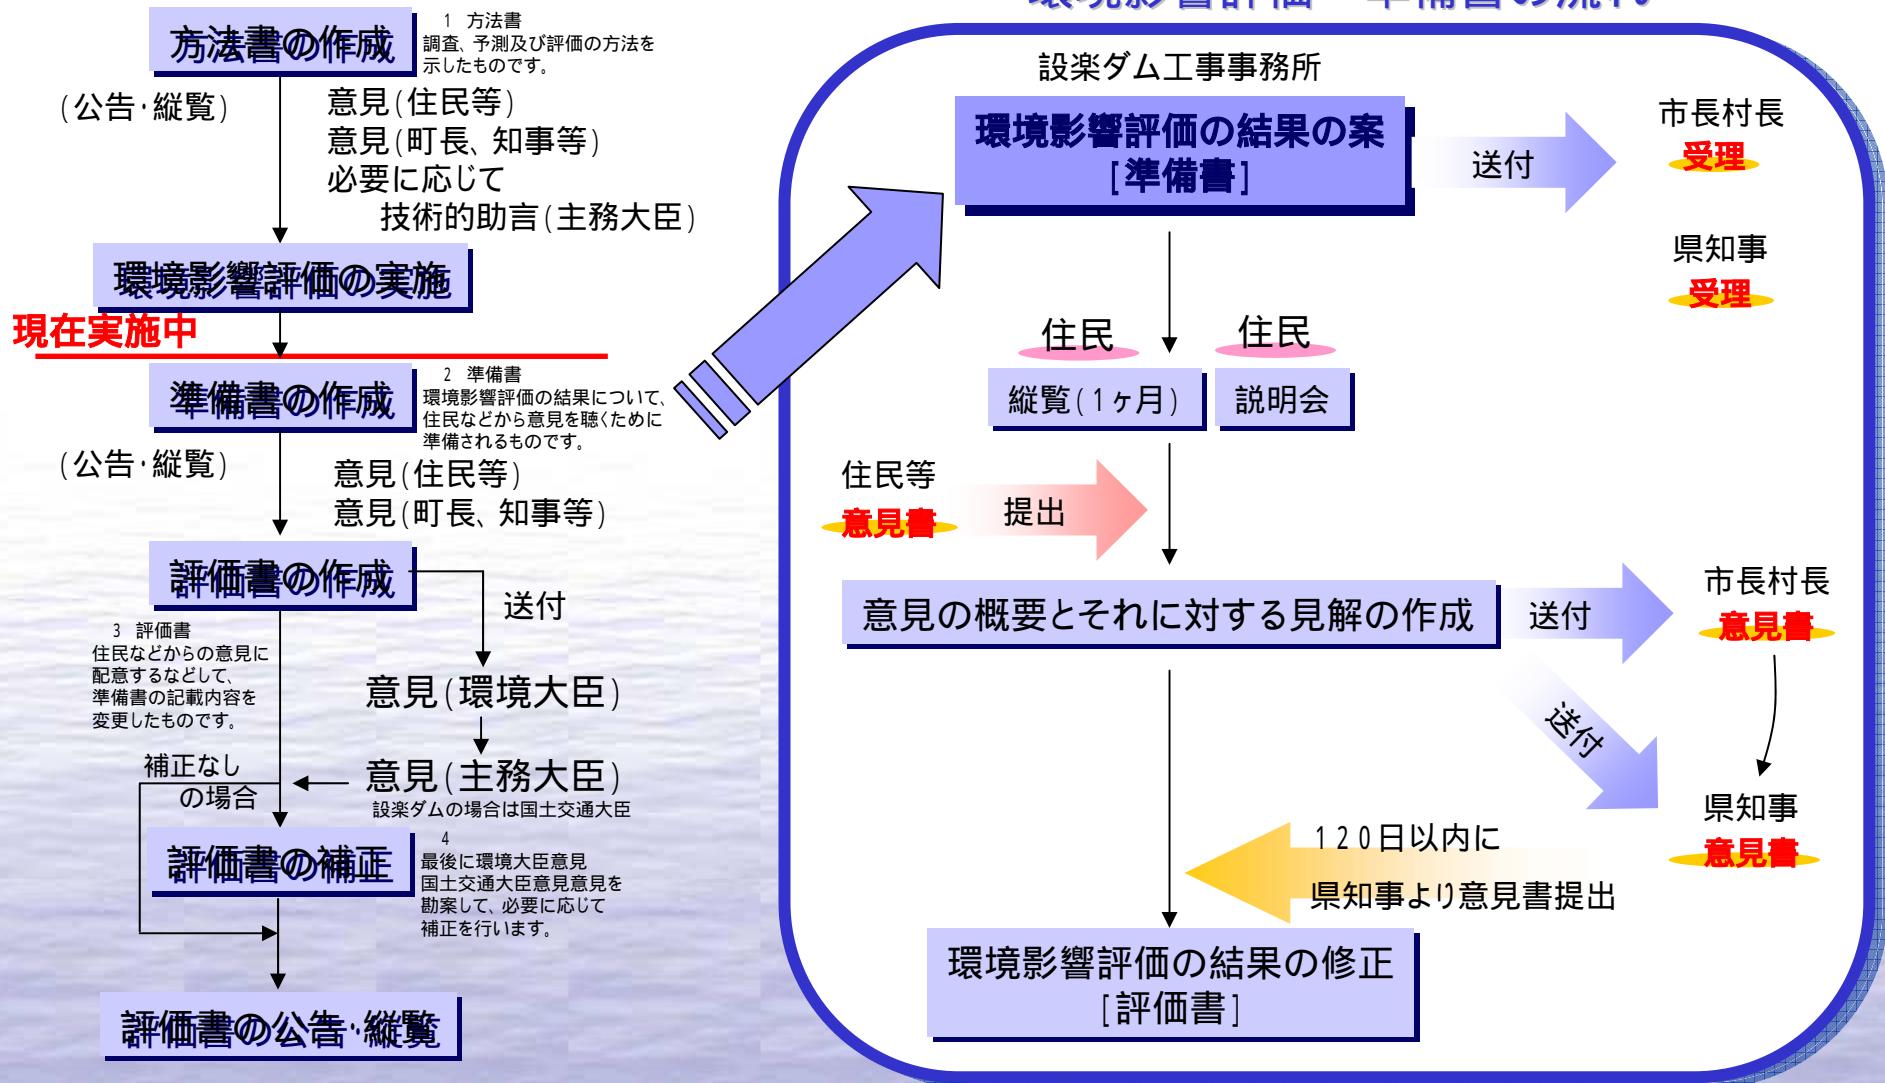 方法書の作成
1 方法書
調査、予測及び評価の方法を
示したものです。
(公告・縦覧)
意見(住民等)
意見(町長、知事等)
必要に応じて
技術的助言(主務大臣)
環境影響評価の実施
現在実施中
準備書の作成
2 準備書
環境影響評価の結果について、
住民などから意見を聴くために
準備されるものです。
(公告・縦覧)
意見(住民等)
意見(町長、知事等)
評価書の作成
送付
3 評価書
住民などからの意見に
配意するなどして、
準備書の記載内容を
変更したものです。
意見(環境大臣)
補正なし
の場合
意見(主務大臣)
設楽ダムの場合は国土交通大臣
評価書の補正
4
最後に環境大臣意見
国土交通大臣意見意見を
勘案して、必要に応じて
補正を行います。
評価書の公告・縦覧
環境影響評価 準備書の流れ
設楽ダム工事事務所
環境影響評価の結果の案
[準備書]
送付
市長村長
受理
県知事
受理
住民
住民
縦覧(1ヶ月)
説明会
住民等
意見書
提出
意見の概要とそれに対する見解の作成
送付
市長村長
意見書
送付
県知事
意見書
120日以内に
県知事より意見書提出
環境影響評価の結果の修正
[評価書]